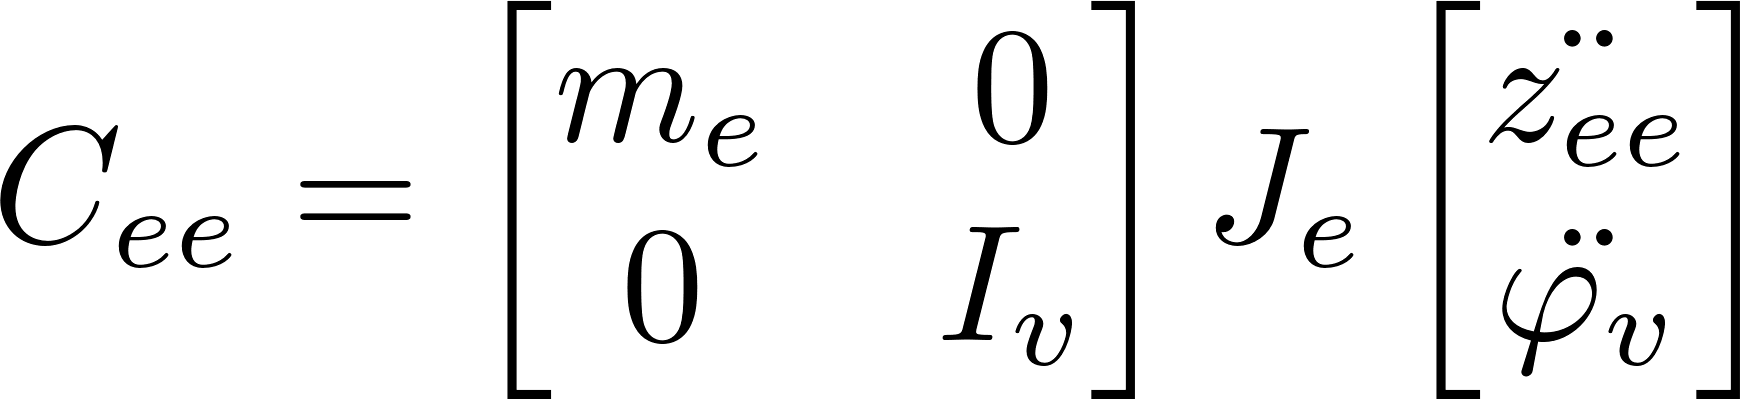 C_{ee} = \begin{bmatrix} m_e & 0 \\ 0 & I_v \end{bmatrix} J_e \begin{bmatrix} \ddot{z}_{ee} \\ \ddot{\varphi}_v \end{bmatrix}